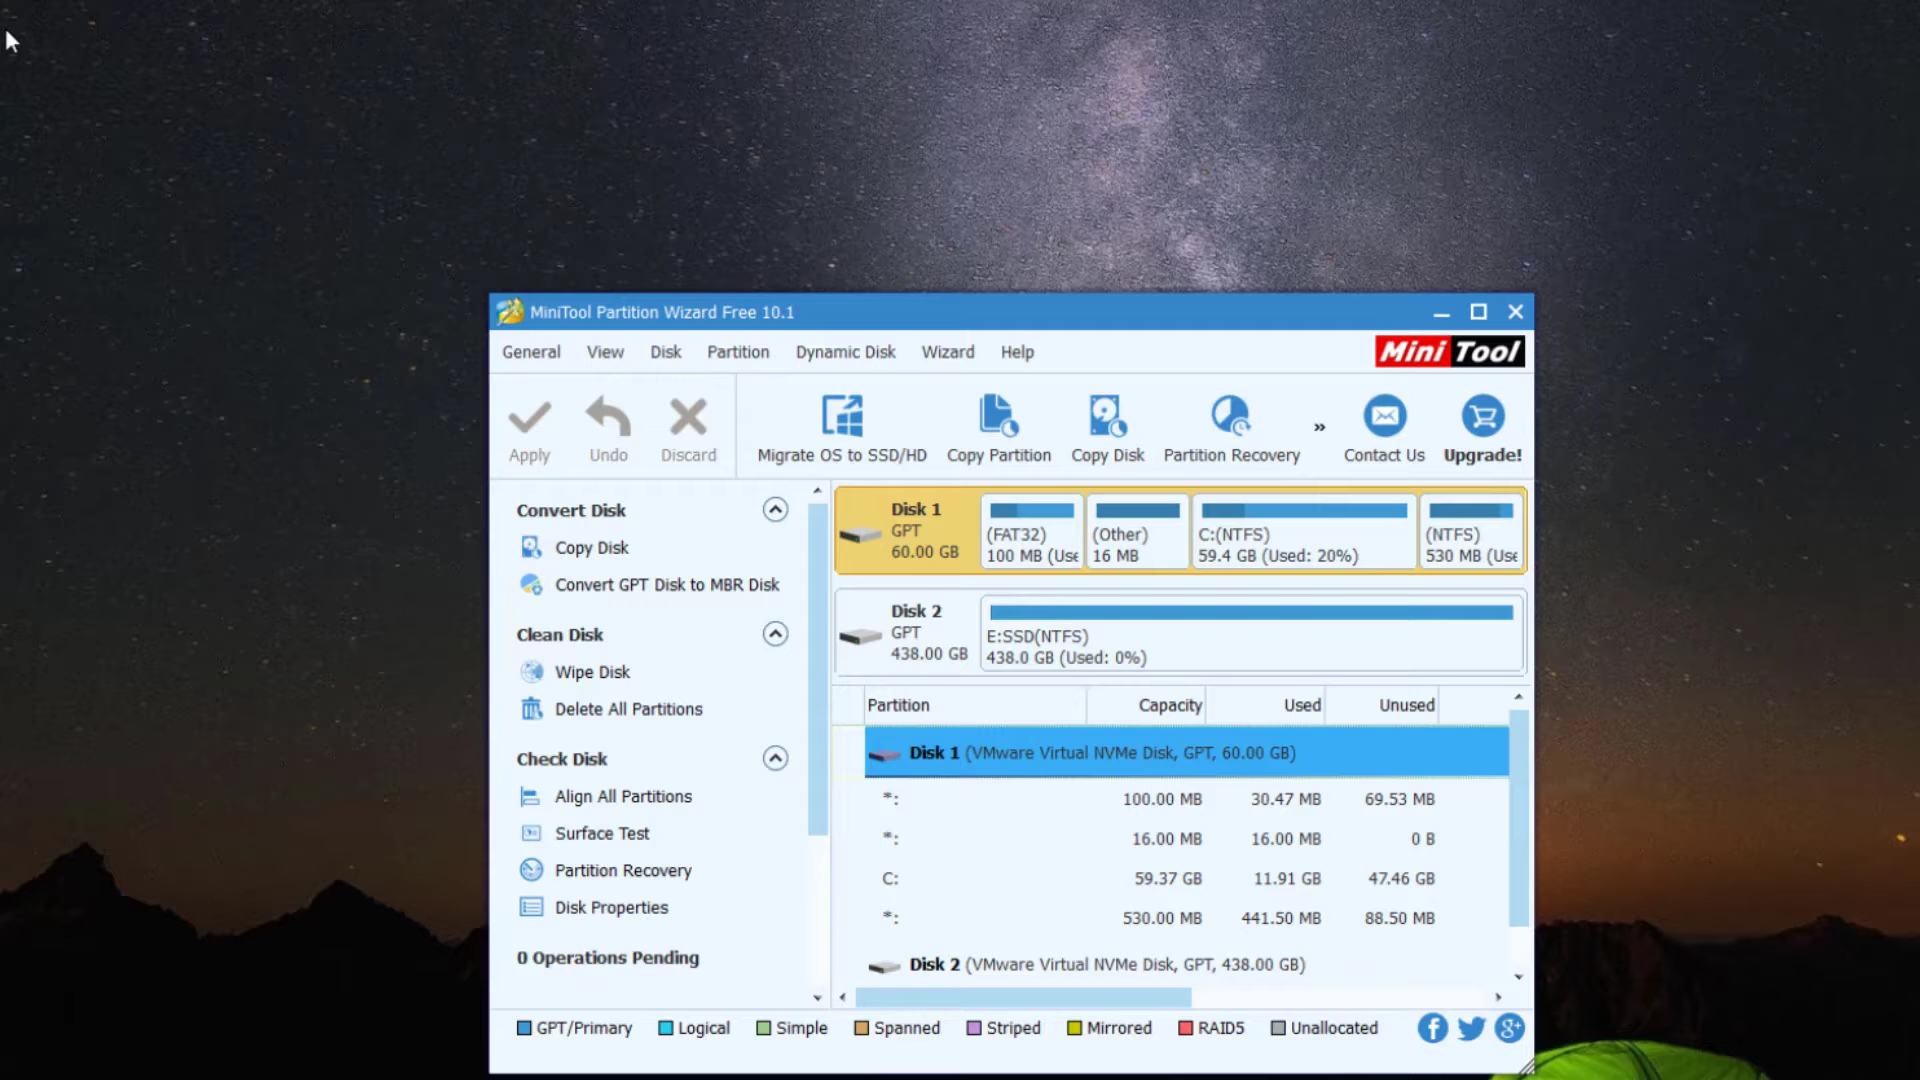 MiniTool Partition Wizard Free 10.1
General View Disk Partition Dynamic Disk Wizard Help
Mini Tool
Apply Undo Discard Migrate OS to SSD/HD Copy Partition Copy Disk Partition Recovery » Contact Us Upgrade!
Convert Disk
Copy Disk
Convert GPT Disk to MBR Disk
Clean Disk
Wipe Disk
Delete All Partitions
Check Disk
Align All Partitions
Surface Test
Partition Recovery
Disk Properties
0 Operations Pending
Disk 1
GPT
60.00 GB
(FAT32)
100 MB (Use
(Other)
16 MB
C:(NTFS)
59.4 GB (Used: 20%)
(NTFS)
530 MB (Use
Disk 2
GPT
438.00 GB
E:SSD(NTFS)
438.0 GB (Used: 0%)
Partition Capacity Used Unused
Disk 1 (VMware Virtual NVMe Disk, GPT, 60.00 GB)
*: 100.00 MB 30.47 MB 69.53 MB
*: 16.00 MB 16.00 MB 0 B
C: 59.37 GB 11.91 GB 47.46 GB
*: 530.00 MB 441.50 MB 88.50 MB
Disk 2 (VMware Virtual NVMe Disk, GPT, 438.00 GB)
GPT/Primary Logical Simple Spanned Striped Mirrored RAID5 Unallocated